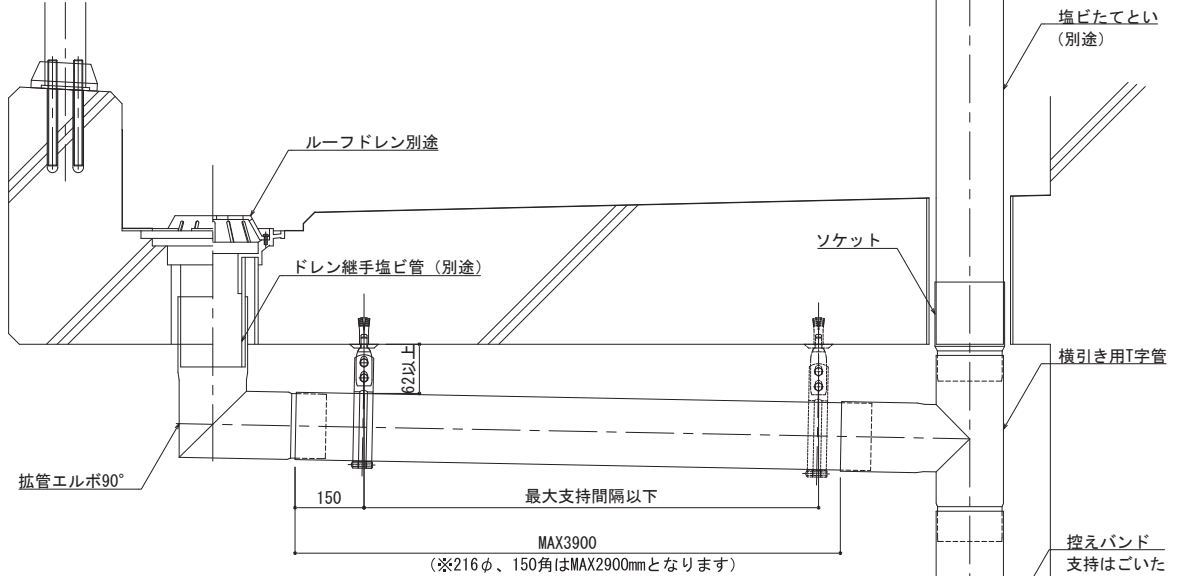 塩ビたてとい
(別途)
ルーフドレン別途
ソケット
ドレン継手塩ビ管（別途）
62以上
横引き用T字管
拡管エルボ90°
150
最大支持間隔以下
MAX3900
(※216φ、150角はMAX2900mmとなります)
控えバンド
支持はごいた